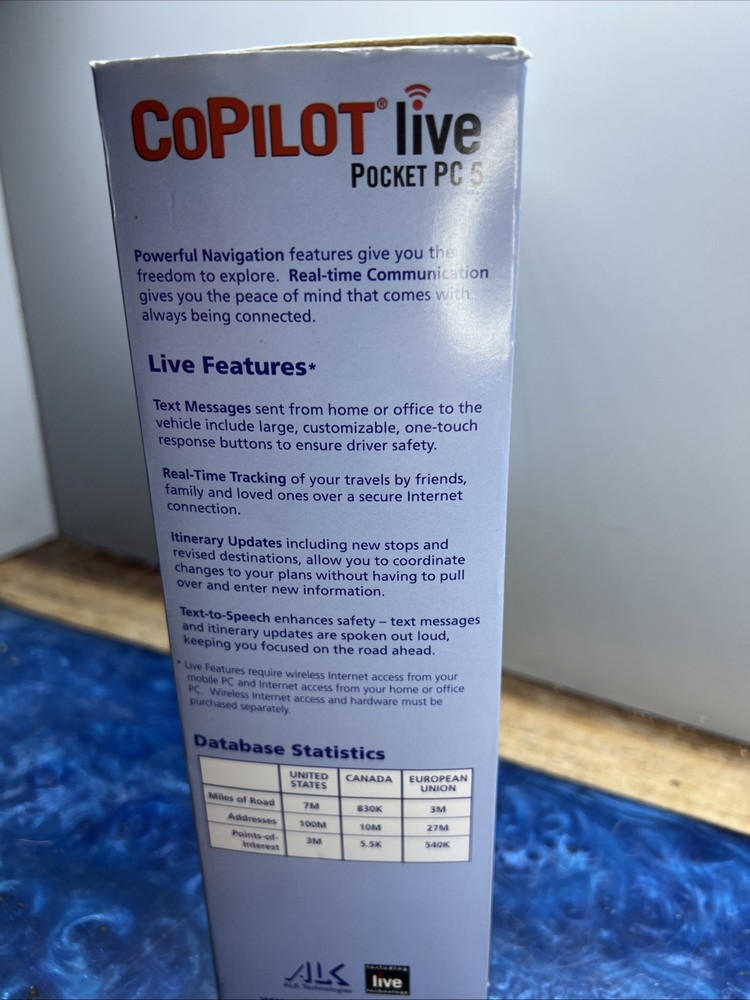 COPILOT® live
POCKET PC 5
Powerful Navigation features give you the
freedom to explore. Real-time Communication
gives you the peace of mind that comes with
always being connected.
Live Features*
Text Messages sent from home or office to the
vehicle include large, customizable, one-touch
response buttons to ensure driver safety.
Real-Time Tracking of your travels by friends,
family and loved ones over a secure Internet
connection.
Itinerary Updates including new stops and
revised destinations, allow you to coordinate
changes to your plans without having to pull
over and enter new information.
Text-to-Speech enhances safety – text messages
and itinerary updates are spoken out loud,
keeping you focused on the road ahead.
* Live Features require wireless Internet access from your
mobile PC and Internet access from your home or office
PC. Wireless Internet access and hardware must be
purchased separately.
Database Statistics
UNITED STATES CANADA EUROPEAN UNION
Miles of Road 7M 830K 3M
Addresses 100M 10M 27M
Points-of-Interest 3M 5.5K 540K
ALK
ALK Technologies
including
live
technology